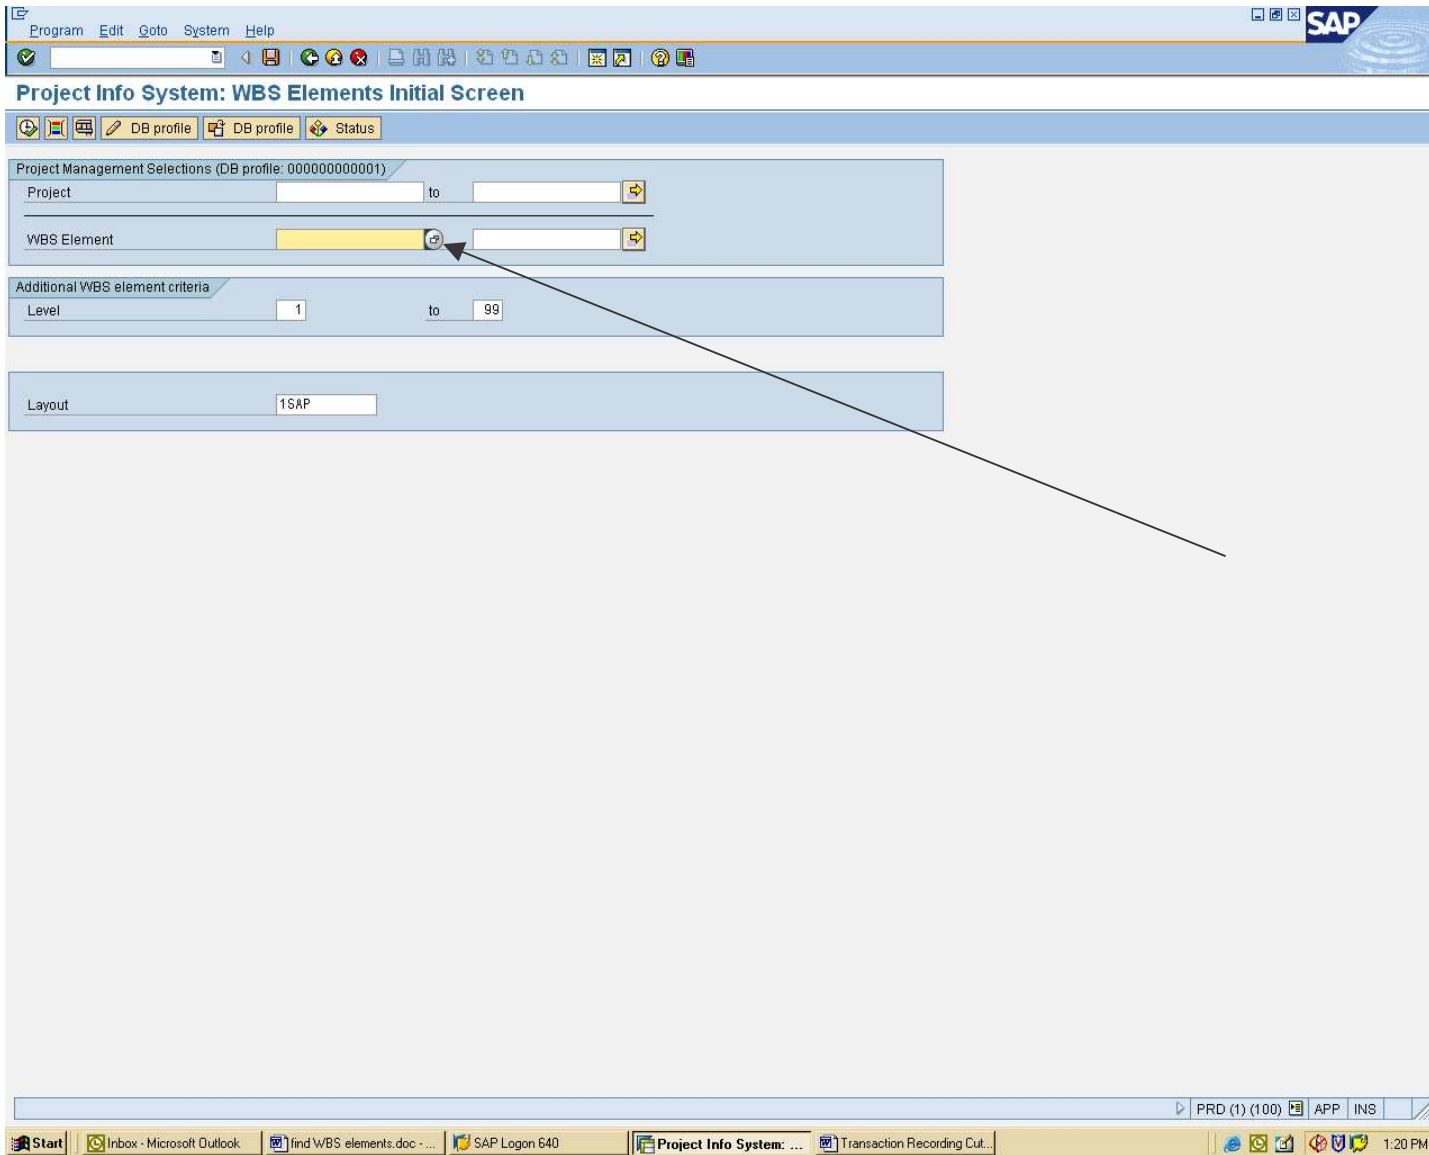 Program Edit Goto System Help
SAP
Project Info System: WBS Elements Initial Screen
DB profile DB profile Status
Project Management Selections (DB profile: 000000000001)
Project to
WBS Element
Additional WBS element criteria
Level 1 to 99
Layout 1SAP
PRD (1) (100) APP INS
Start Inbox - Microsoft Outlook find WBS elements.doc - ... SAP Logon 640 Project Info System: ... Transaction Recording Cut... 1:20 PM